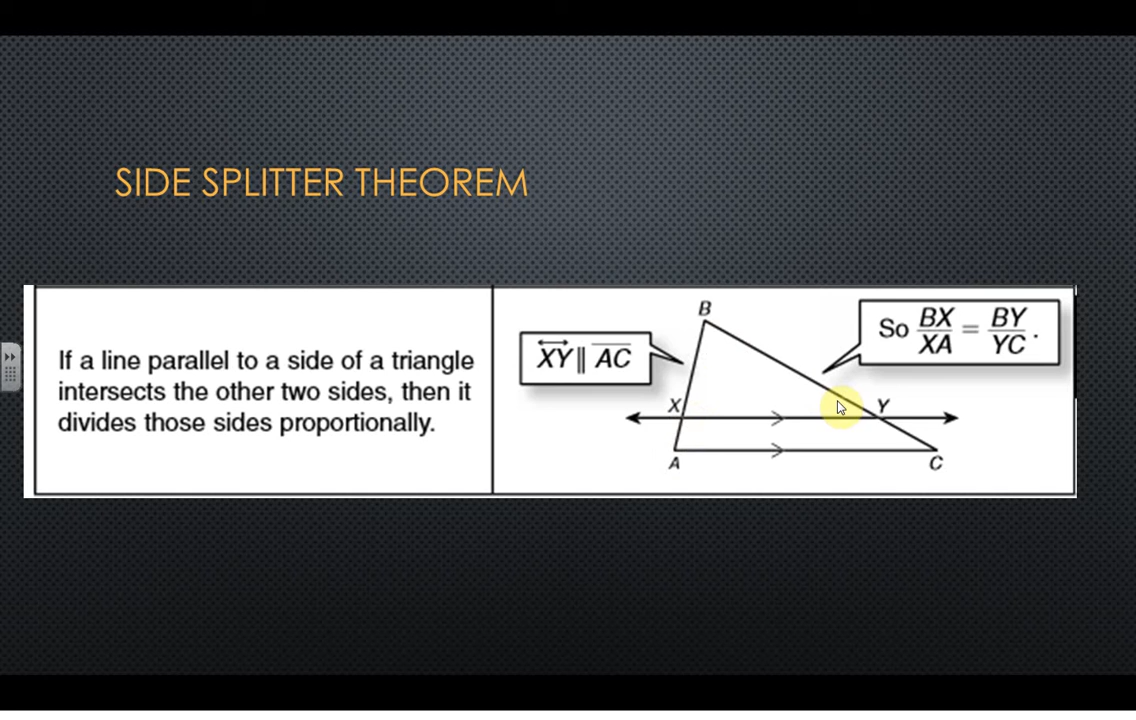 SIDE SPLITTER THEOREM
If a line parallel to a side of a triangle
intersects the other two sides, then it
divides those sides proportionally.
XY ∥ AC
So BX/XA = BY/YC.
B
X
Y
A
C